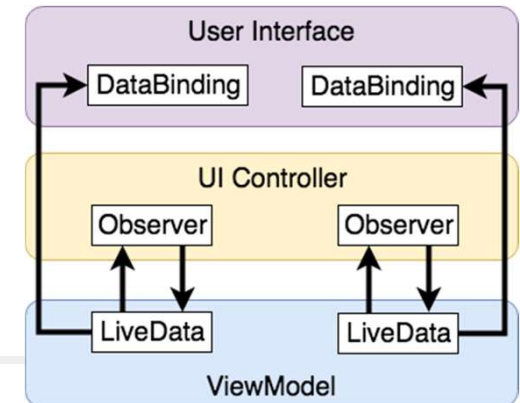 User Interface
DataBinding DataBinding
UI Controller
Observer Observer
LiveData LiveData
ViewModel